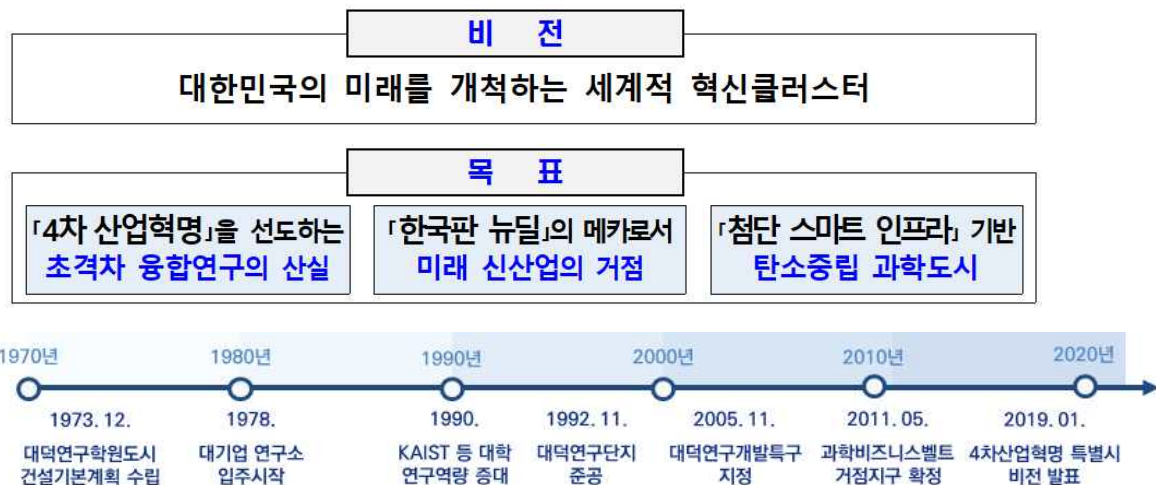 비 전
대한민국의 미래를 개척하는 세계적 혁신클러스터
목 표
「4차 산업혁명」을 선도하는
초격차 융합연구의 산실
「한국판 뉴딜」의 메카로서
미래 신산업의 거점
「첨단 스마트 인프라」 기반
탄소중립 과학도시
1970년 1980년 1990년 2000년 2010년 2020년
1973. 12.
대덕연구학원도시
건설기본계획 수립
1978.
대기업 연구소
입주시작
1990.
KAIST 등 대학
연구역량 증대
1992. 11.
대덕연구단지
준공
2005. 11.
대덕연구개발특구
지정
2011. 05.
과학비즈니스벨트
거점지구 확정
2019. 01.
4차산업혁명 특별시
비전 발표